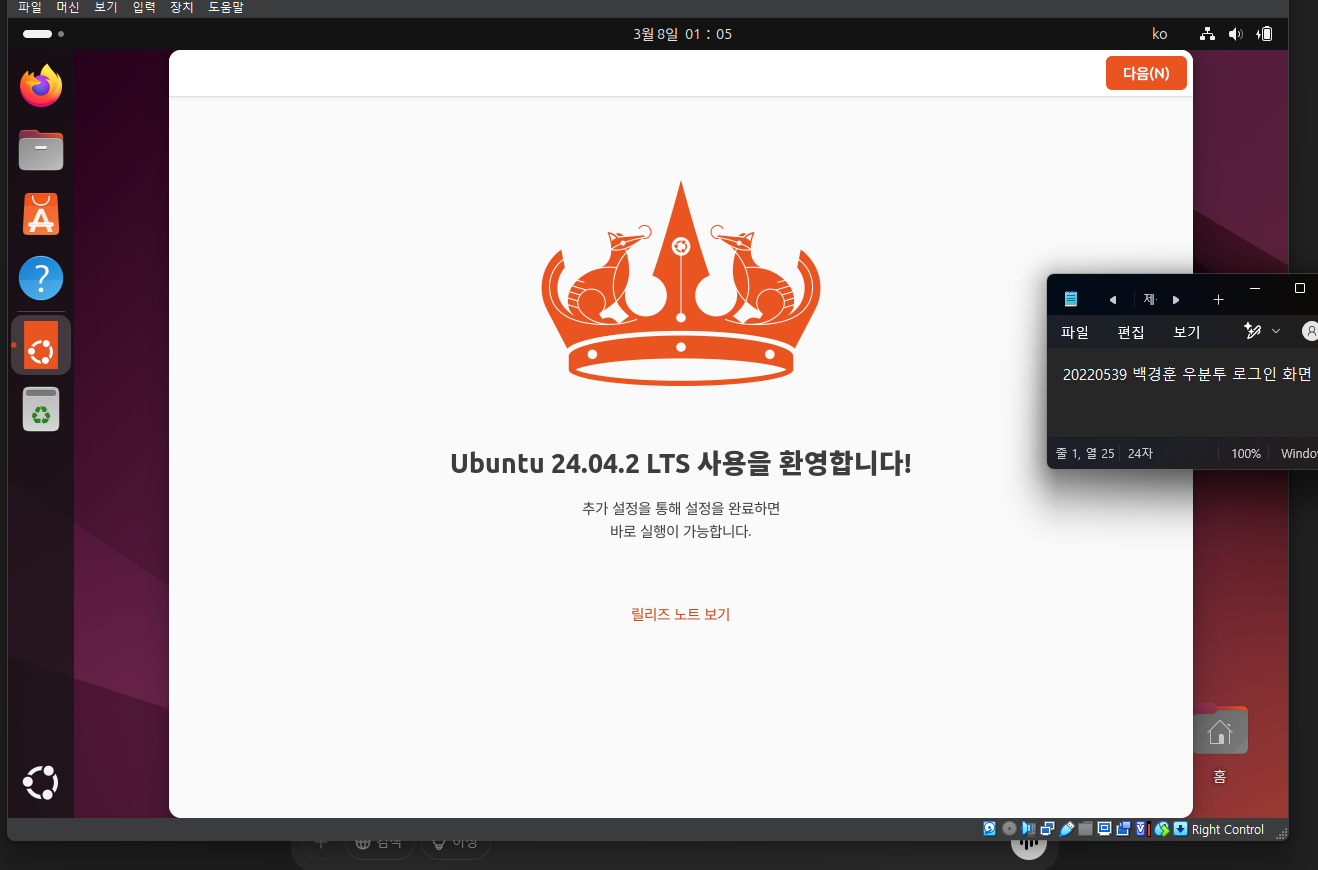 파일 머신 보기 입력 장치 도움말
3월 8일 01 : 05
ko
다음(N)
제
파일 편집 보기
20220539 백경훈 우분투 로그인 화면
줄 1, 열 25 24자 100% Window
Ubuntu 24.04.2 LTS 사용을 환영합니다!
추가 설정을 통해 설정을 완료하면
바로 실행이 가능합니다.
릴리즈 노트 보기
홈
Right Control
검색